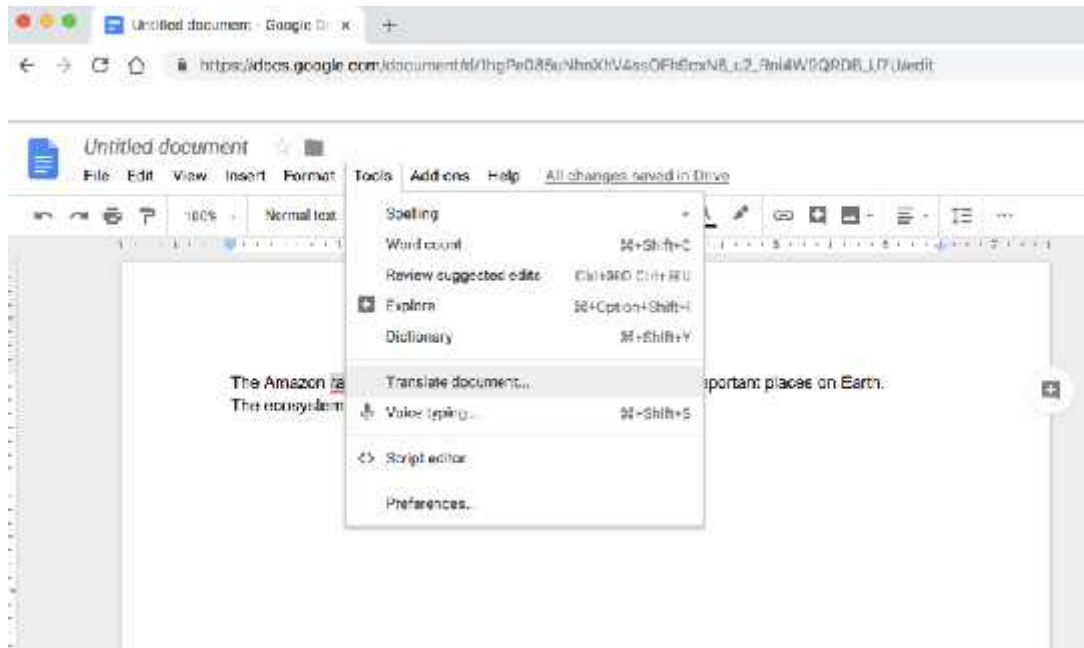 Untitled document - Google D
https://docs.google.com/document/d/
Untitled document
File Edit View Insert Format Tools Add-ons Help All changes saved in Drive
100% Normal text
Spelling
Word count ⌘+Shift+C
Review suggested edits
Explore ⌘+Option+Shift+I
Dictionary ⌘+Shift+Y
The Amazon ra Translate document... portant places on Earth.
The ecosystem Voice typing... ⌘+Shift+S
<> Script editor
Preferences...